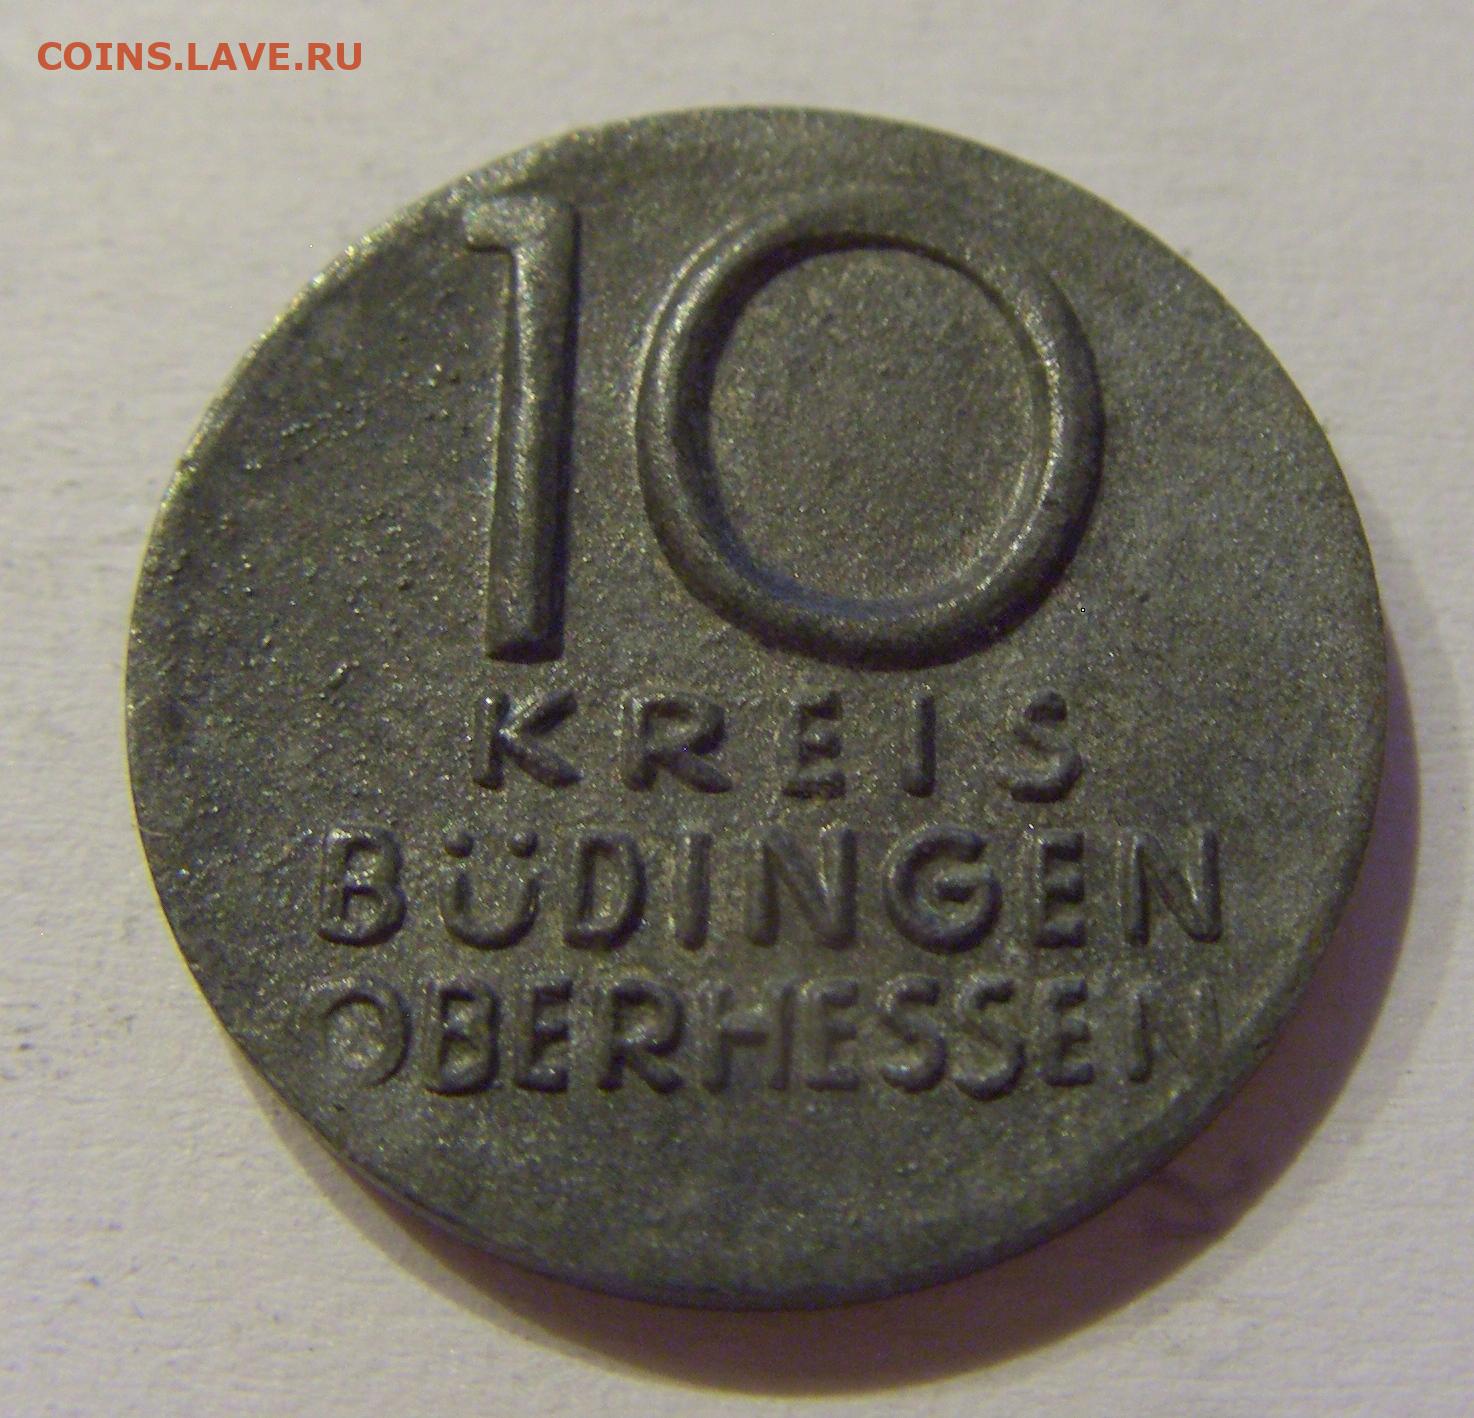 COINS.LAVE.RU
10
KREIS
BÜDINGEN
OBERHESSEN